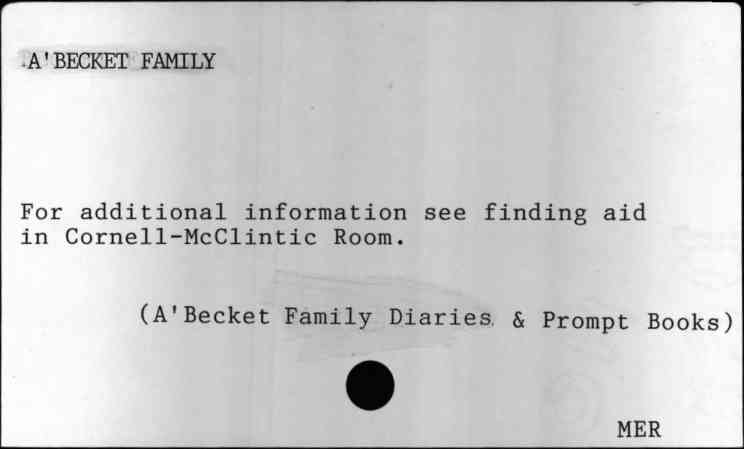 A'BECKET FAMILY
For additional information see finding aid
in Cornell-McClintic Room.
(A'Becket Family Diaries & Prompt Books)
MER